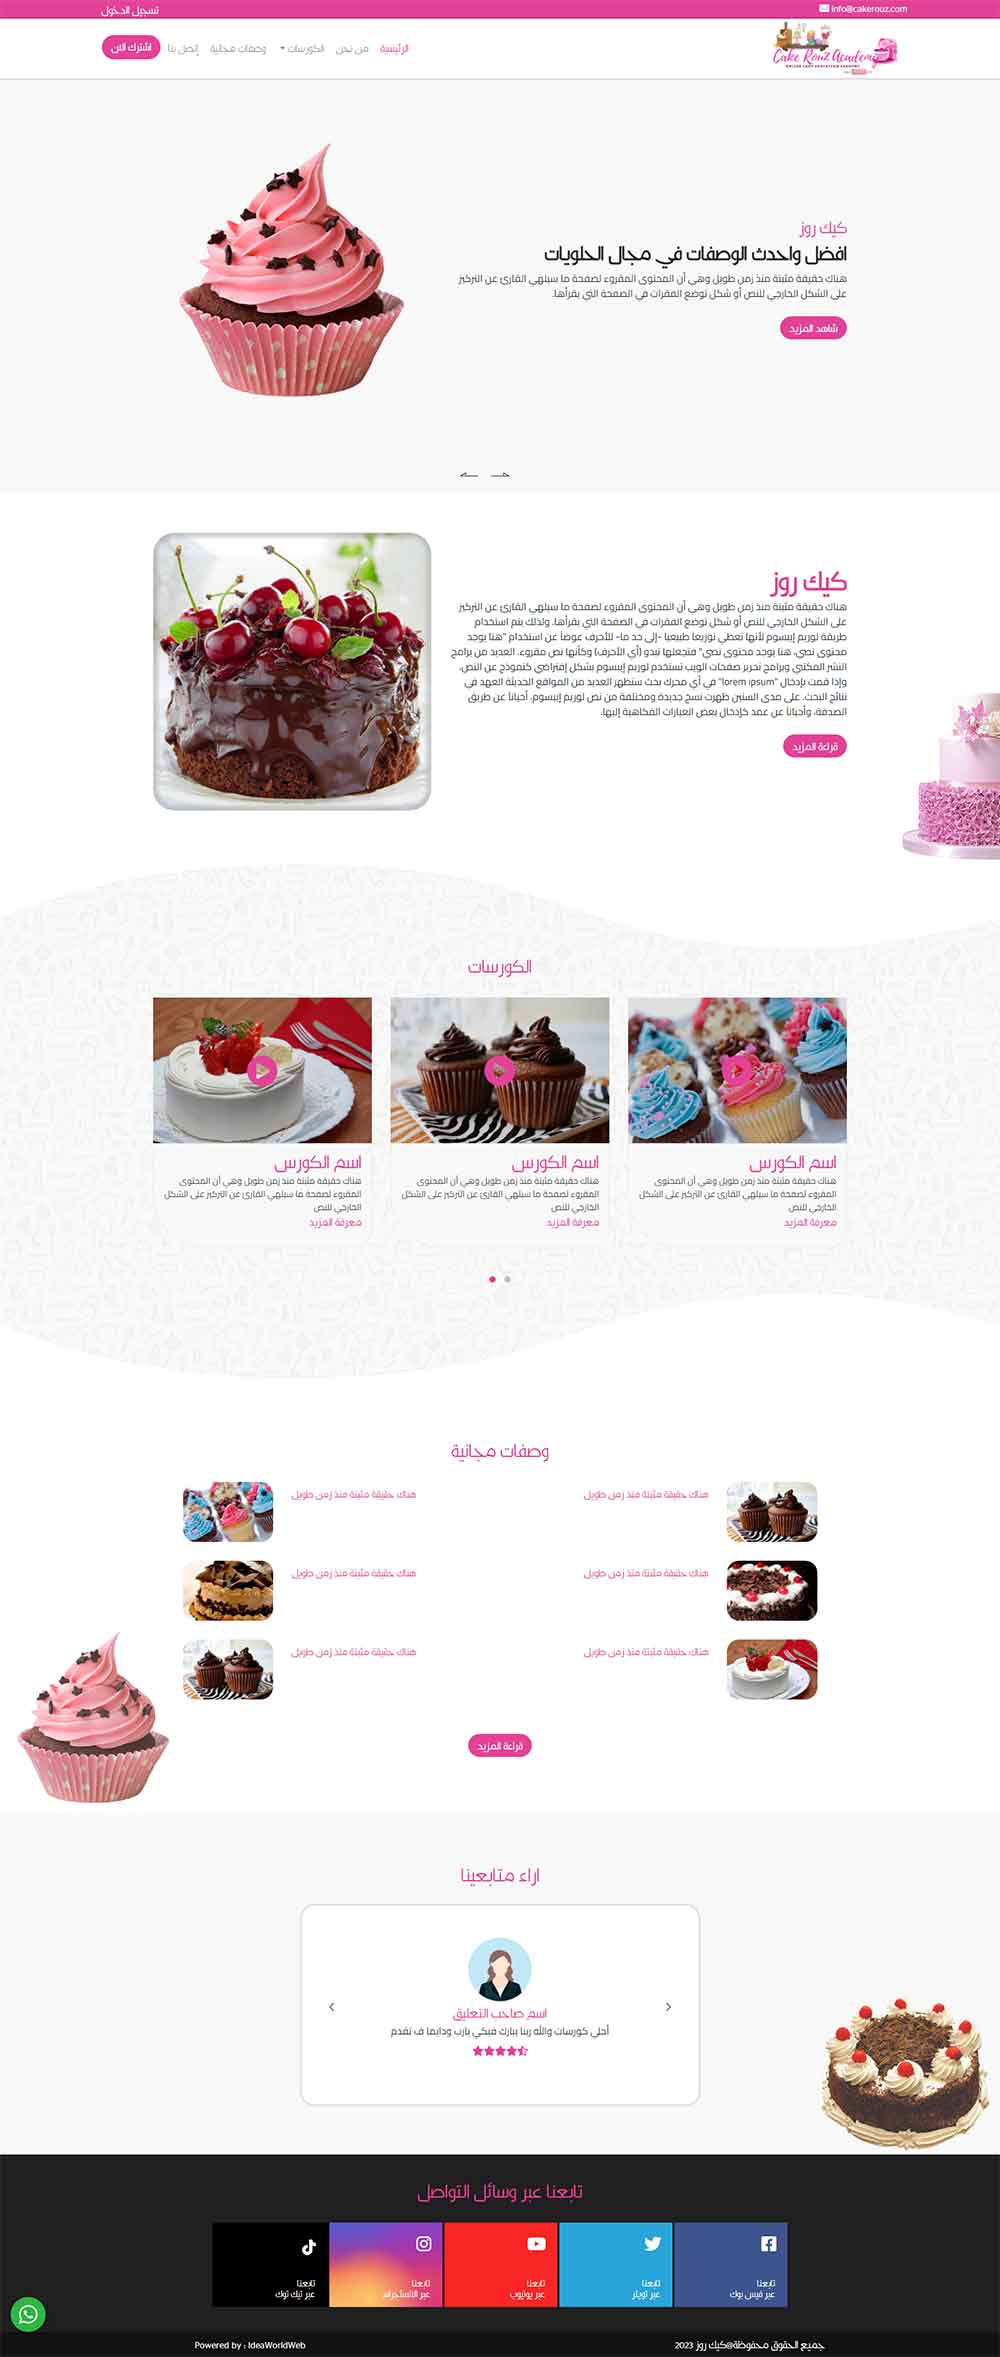 info@cakerouz.com
تسجيل الدخول
Cake Rouz Academy
الرئيسية
من نحن
الكورسات
وصفات مجانية
إتصل بنا
اشترك الان
كيك روز
افضل واحدث الوصفات في مجال الحلويات
هناك حقيقة مثبتة منذ زمن طويل وهي أن المحتوى المقروء لصفحة ما سيلهي القارئ عن التركيز
على الشكل الخارجي للنص أو شكل توضع الفقرات في الصفحة التي يقرأها.
شاهد المزيد
كيك روز
هناك حقيقة مثبتة منذ زمن طويل وهي أن المحتوى المقروء لصفحة ما سيلهي القارئ عن التركيز
على الشكل الخارجي للنص أو شكل توضع الفقرات في الصفحة التي يقرأها. ولذلك يتم استخدام
طريقة لوريم إيبسوم لأنها تعطي توزيعاَ طبيعياَ -إلى حد ما- للأحرف عوضاً عن استخدام "هنا يوجد
محتوى نصي، هنا يوجد محتوى نصي" فتجعلها تبدو (أي الأحرف) وكأنها نص مقروء. العديد من برامح
النشر المكتبي وبرامح تحرير صفحات الويب تستخدم لوريم إيبسوم بشكل إفتراضي كنموذج عن النص،
وإذا قمت بإدخال "lorem ipsum" في أي محرك بحث ستظهر العديد من المواقع الحديثة العهد في
نتائج البحث. على مدى السنين ظهرت نسخ جديدة ومختلفة من نص لوريم إيبسوم، أحياناً عن طريق
الصدفة، وأحياناً عن عمد كإدخال بعض العبارات الفكاهية إليها.
قراءة المزيد
الكورسات
اسم الكورس
هناك حقيقة مثبتة منذ زمن طويل وهي أن المحتوى
المقروء لصفحة ما سيلهي القارئ عن التركيز على الشكل
الخارجي للنص
معرفة المزيد
اسم الكورس
هناك حقيقة مثبتة منذ زمن طويل وهي أن المحتوى
المقروء لصفحة ما سيلهي القارئ عن التركيز على الشكل
الخارجي للنص
معرفة المزيد
اسم الكورس
هناك حقيقة مثبتة منذ زمن طويل وهي أن المحتوى
المقروء لصفحة ما سيلهي القارئ عن التركيز على الشكل
الخارجي للنص
معرفة المزيد
وصفات مجانية
هناك حقيقة مثبتة منذ زمن طويل
هناك حقيقة مثبتة منذ زمن طويل
هناك حقيقة مثبتة منذ زمن طويل
هناك حقيقة مثبتة منذ زمن طويل
هناك حقيقة مثبتة منذ زمن طويل
هناك حقيقة مثبتة منذ زمن طويل
قراءة المزيد
اراء متابعينا
اسم صاحب التعليق
أحلي كورسات والله ربنا يبارك فيكي يارب ودايما ف تقدم
تابعنا عبر وسائل التواصل
تابعنا
عبر فيس بوك
تابعنا
عبر تويتر
تابعنا
عبر يوتيوب
تابعنا
عبر الانستجرام
تابعنا
عبر تيك توك
جميع الحقوق محفوظة@كيك روز 2023
Powered by : IdeaWorldWeb